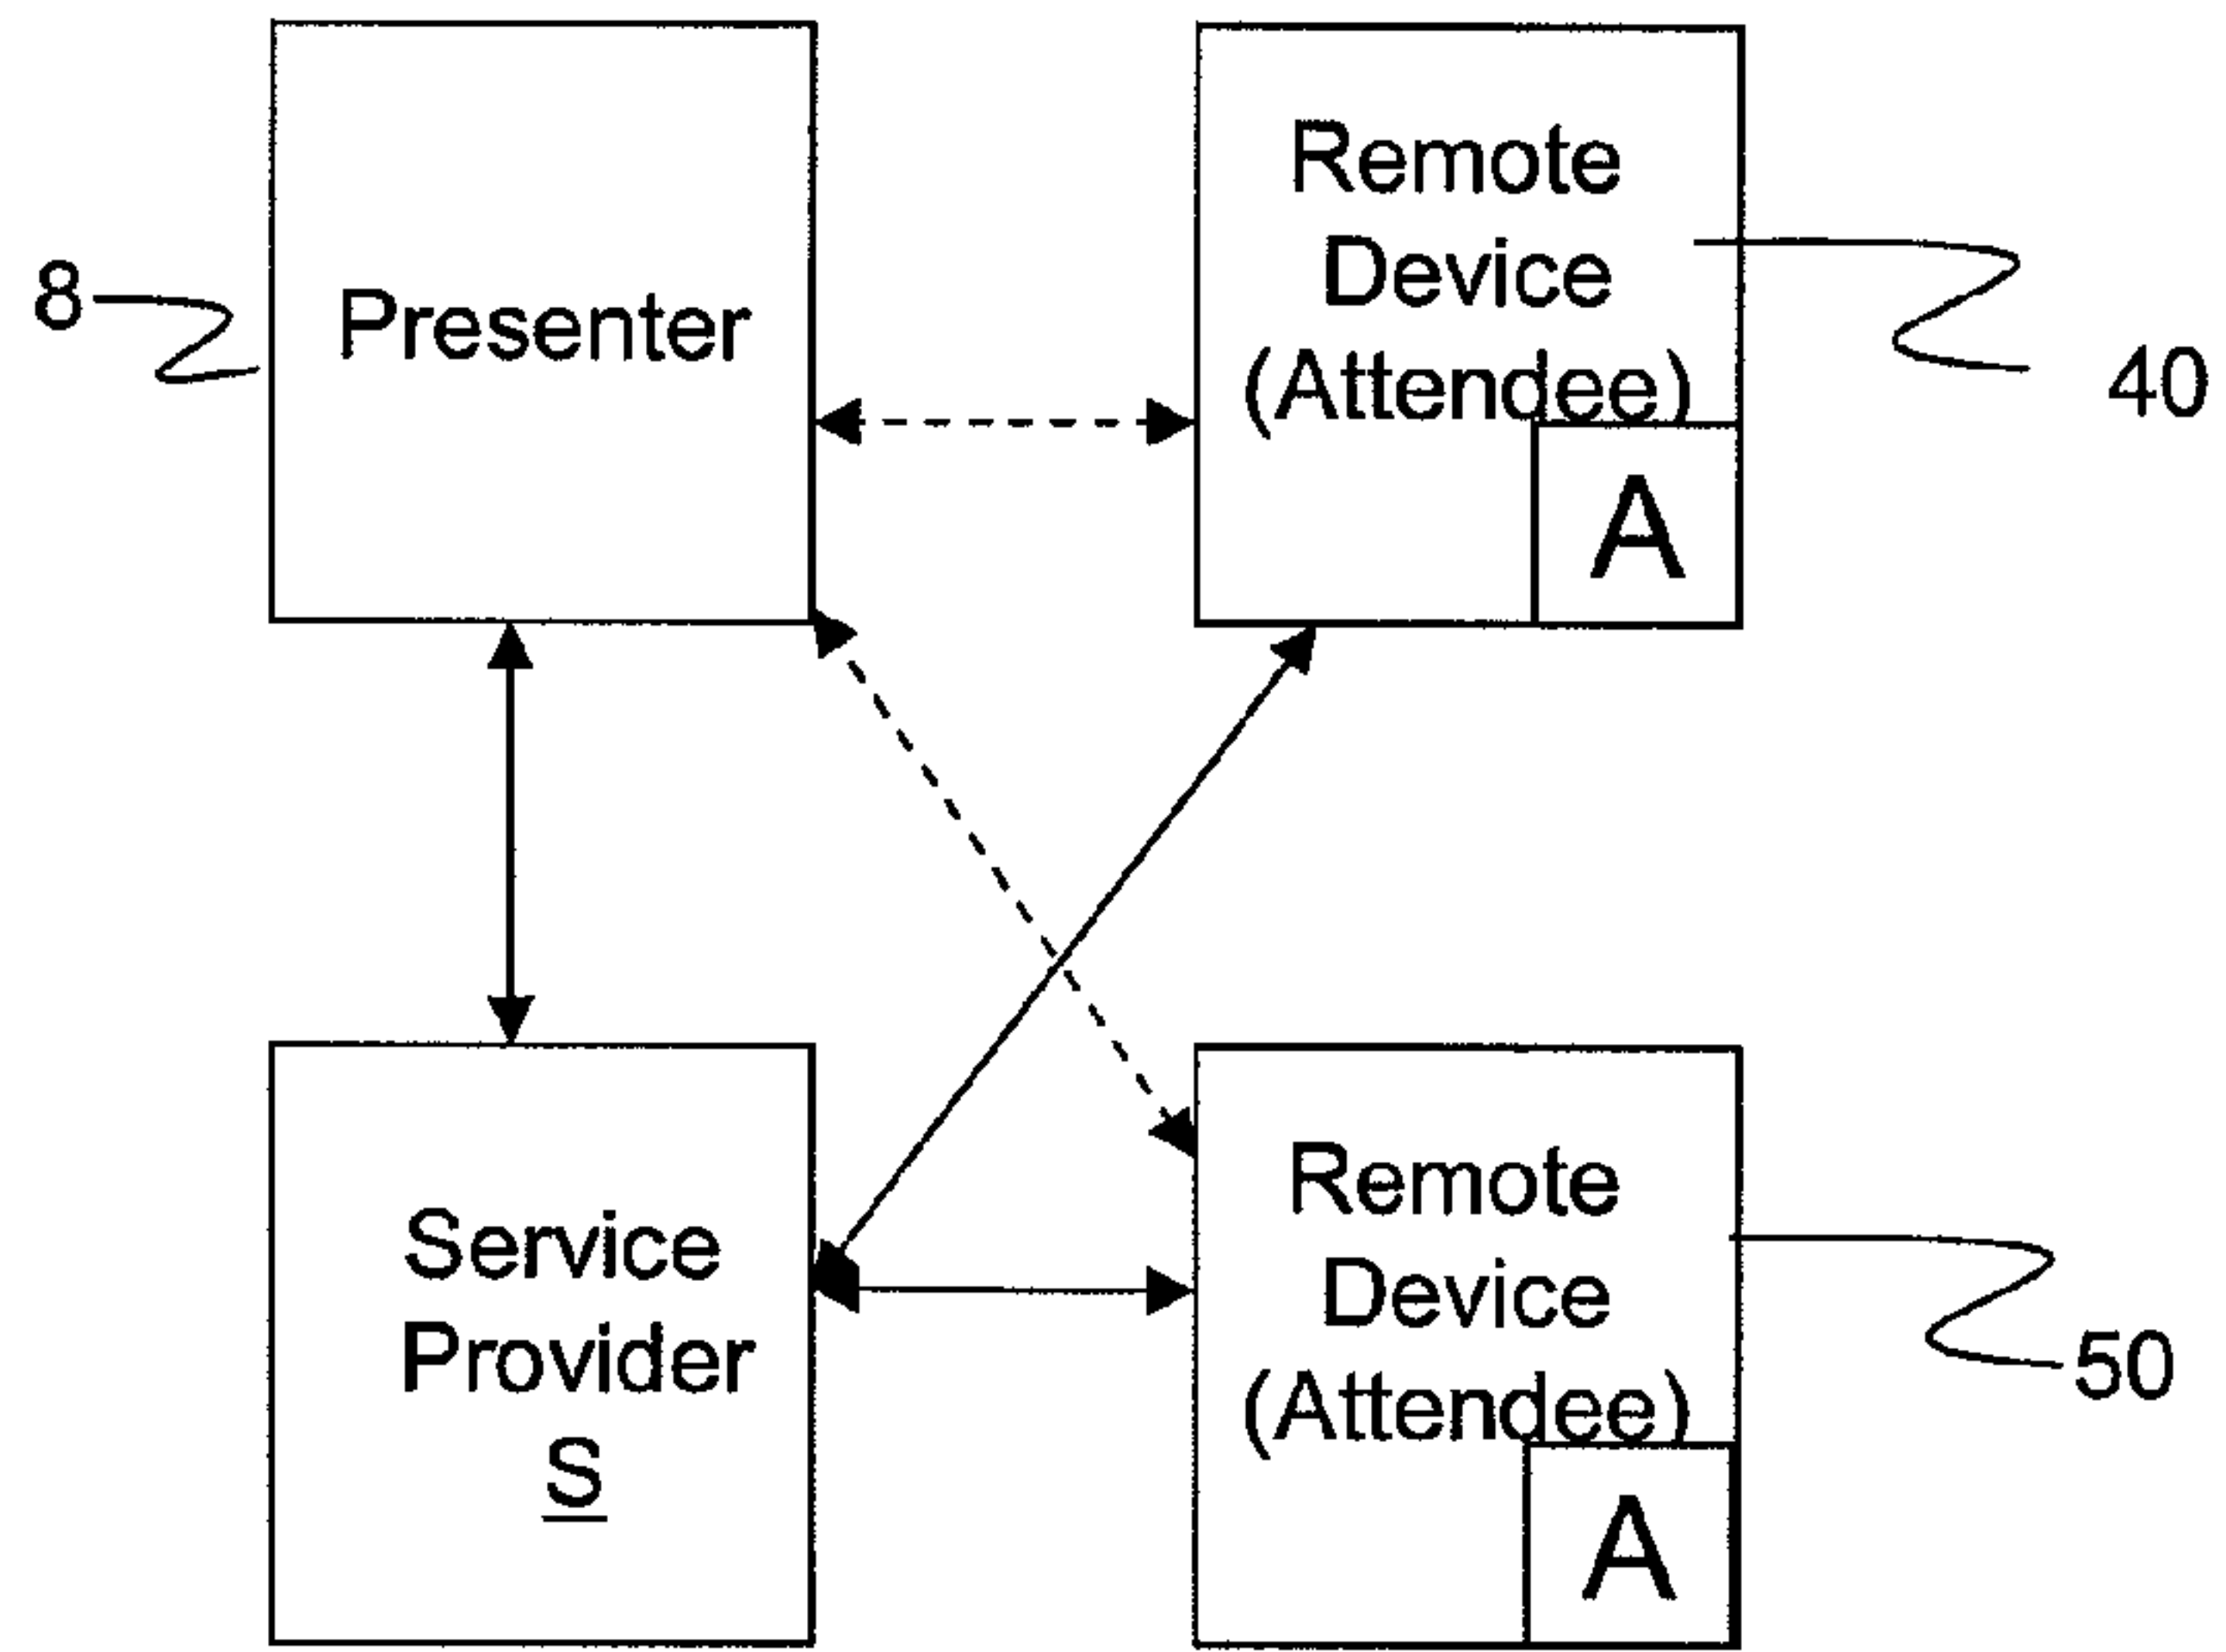 8
Presenter
Remote
Device
(Attendee)
A
40
Service
Provider
S
Remote
Device
(Attendee)
A
50